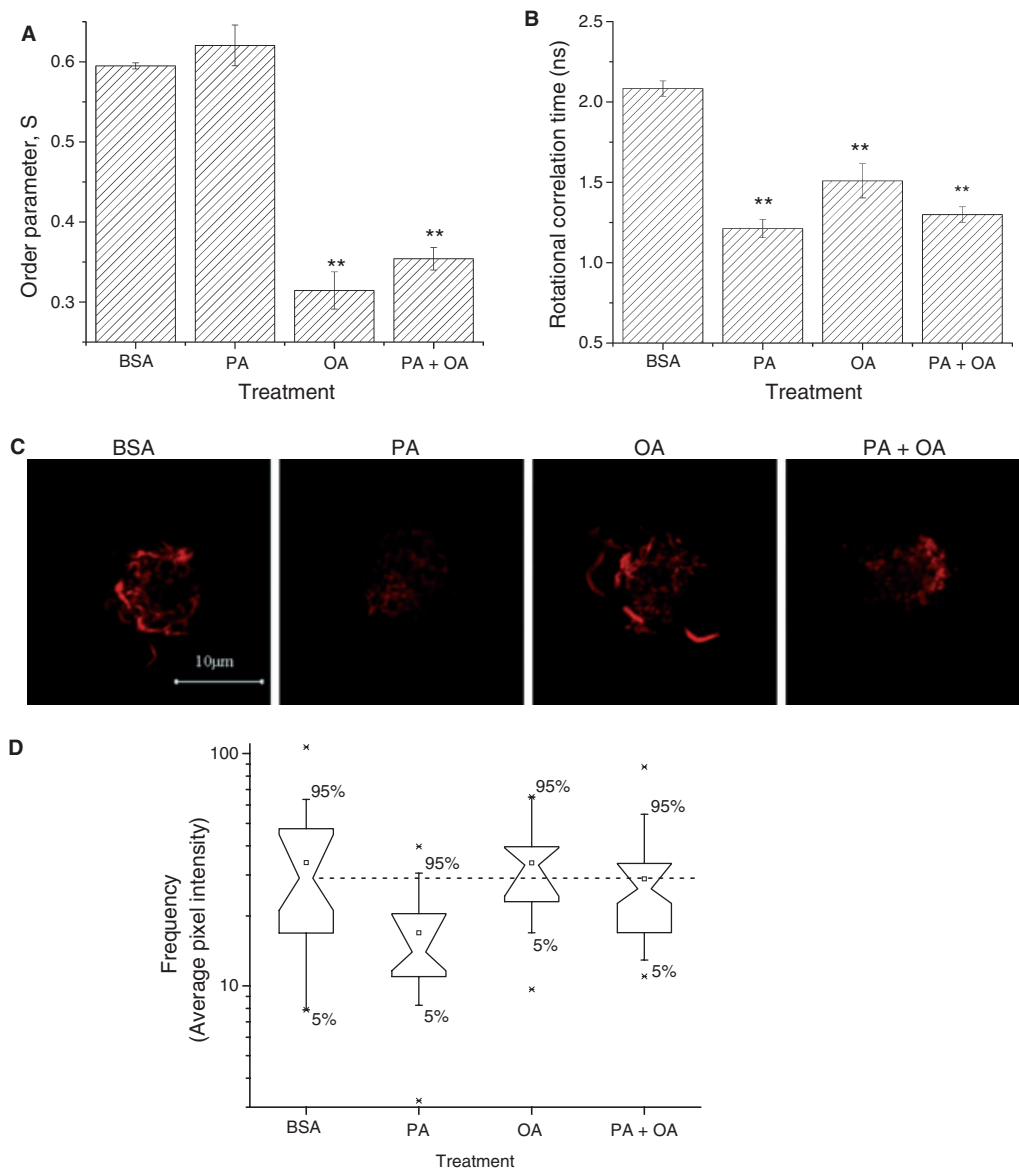 A
Order parameter, S
0.6
0.5
0.4
0.3
**
**
BSA
PA
OA
PA + OA
Treatment
B
Rotational correlation time (ns)
2.5
2.0
1.5
1.0
0.5
**
**
**
BSA
PA
OA
PA + OA
Treatment
C
BSA
PA
OA
PA + OA
10μm
D
Frequency
(Average pixel intensity)
100
10
95%
5%
95%
5%
95%
5%
95%
5%
BSA
PA
OA
PA + OA
Treatment